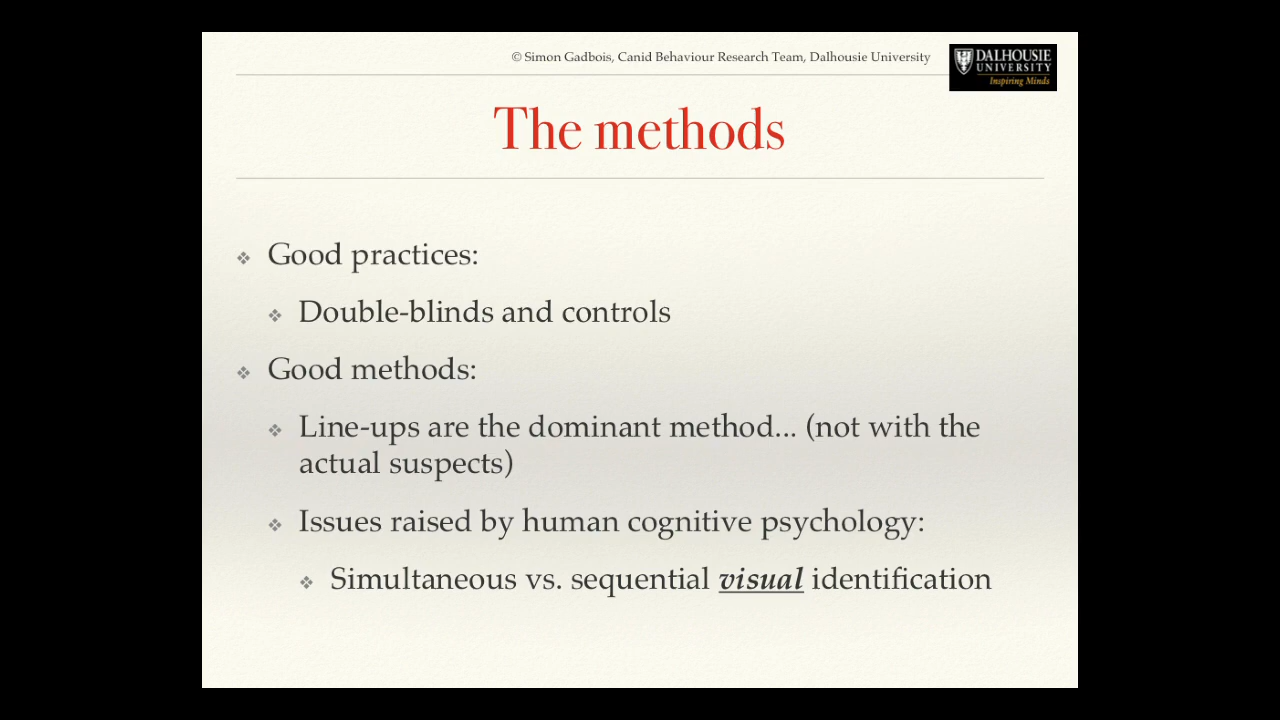 © Simon Gadbois, Canid Behaviour Research Team, Dalhousie University
DALHOUSIE
UNIVERSITY
Inspiring Minds
The methods
Good practices:
Double-blinds and controls
Good methods:
Line-ups are the dominant method... (not with the
actual suspects)
Issues raised by human cognitive psychology:
Simultaneous vs. sequential visual identification